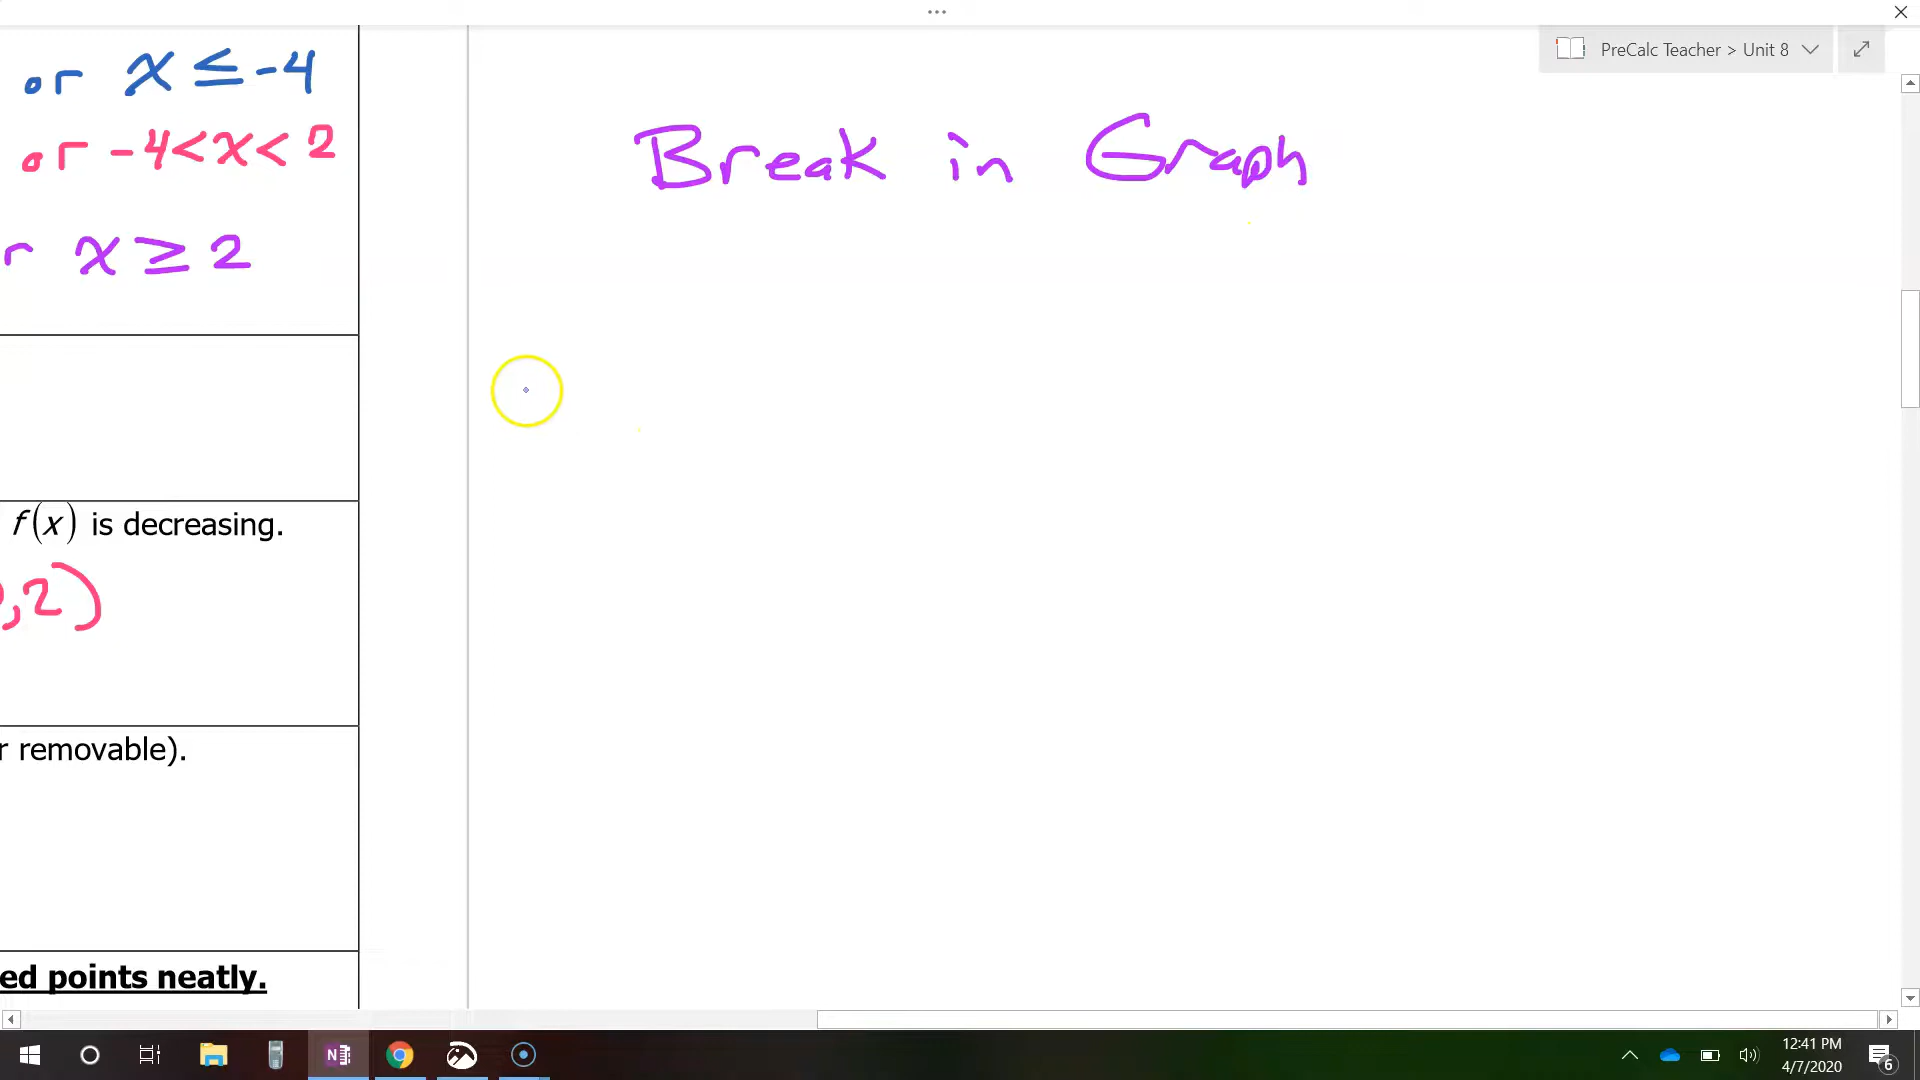 PreCalc Teacher > Unit 8
or x ≤ -4
or -4<x< 2
r x ≥ 2
Break in Graph
f(x) is decreasing.
,2)
r removable).
ed points neatly.
12:41 PM
4/7/2020
6